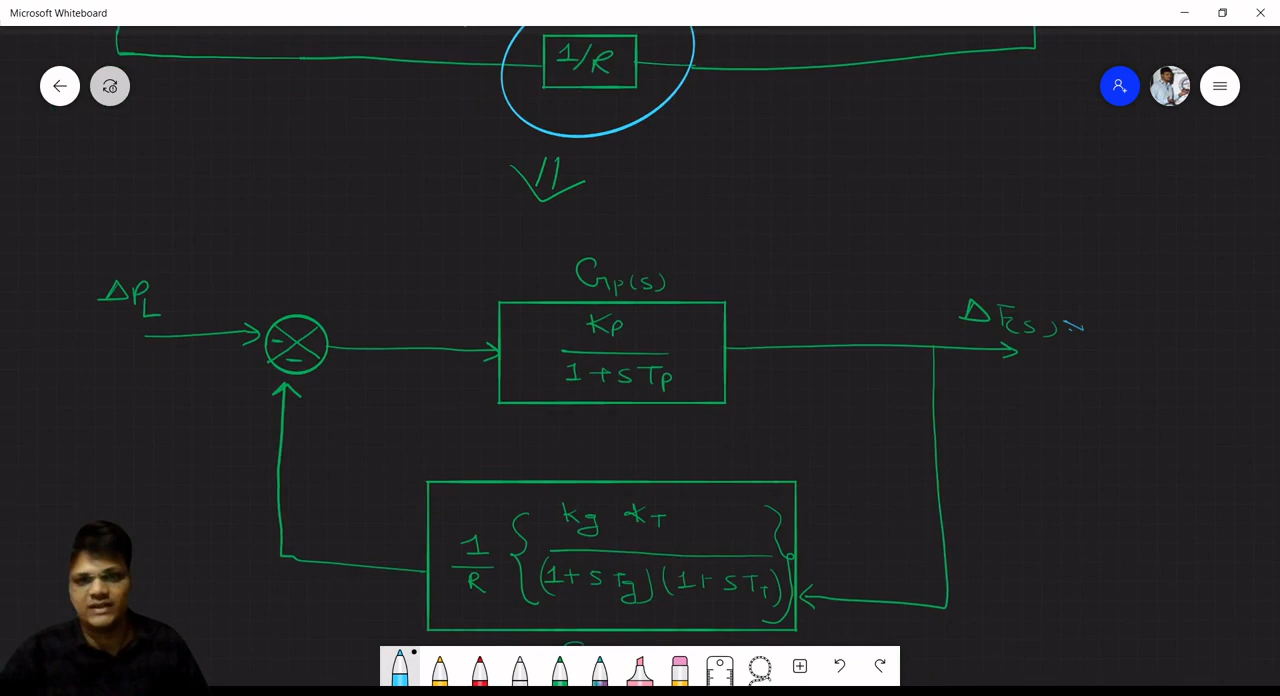 Microsoft Whiteboard
1/R
Gp(s)
ΔPL
Kp
1 + sTp
ΔF(s)
- -
1
R
{ kg kT
(1 + sTg)(1 + sTT) }